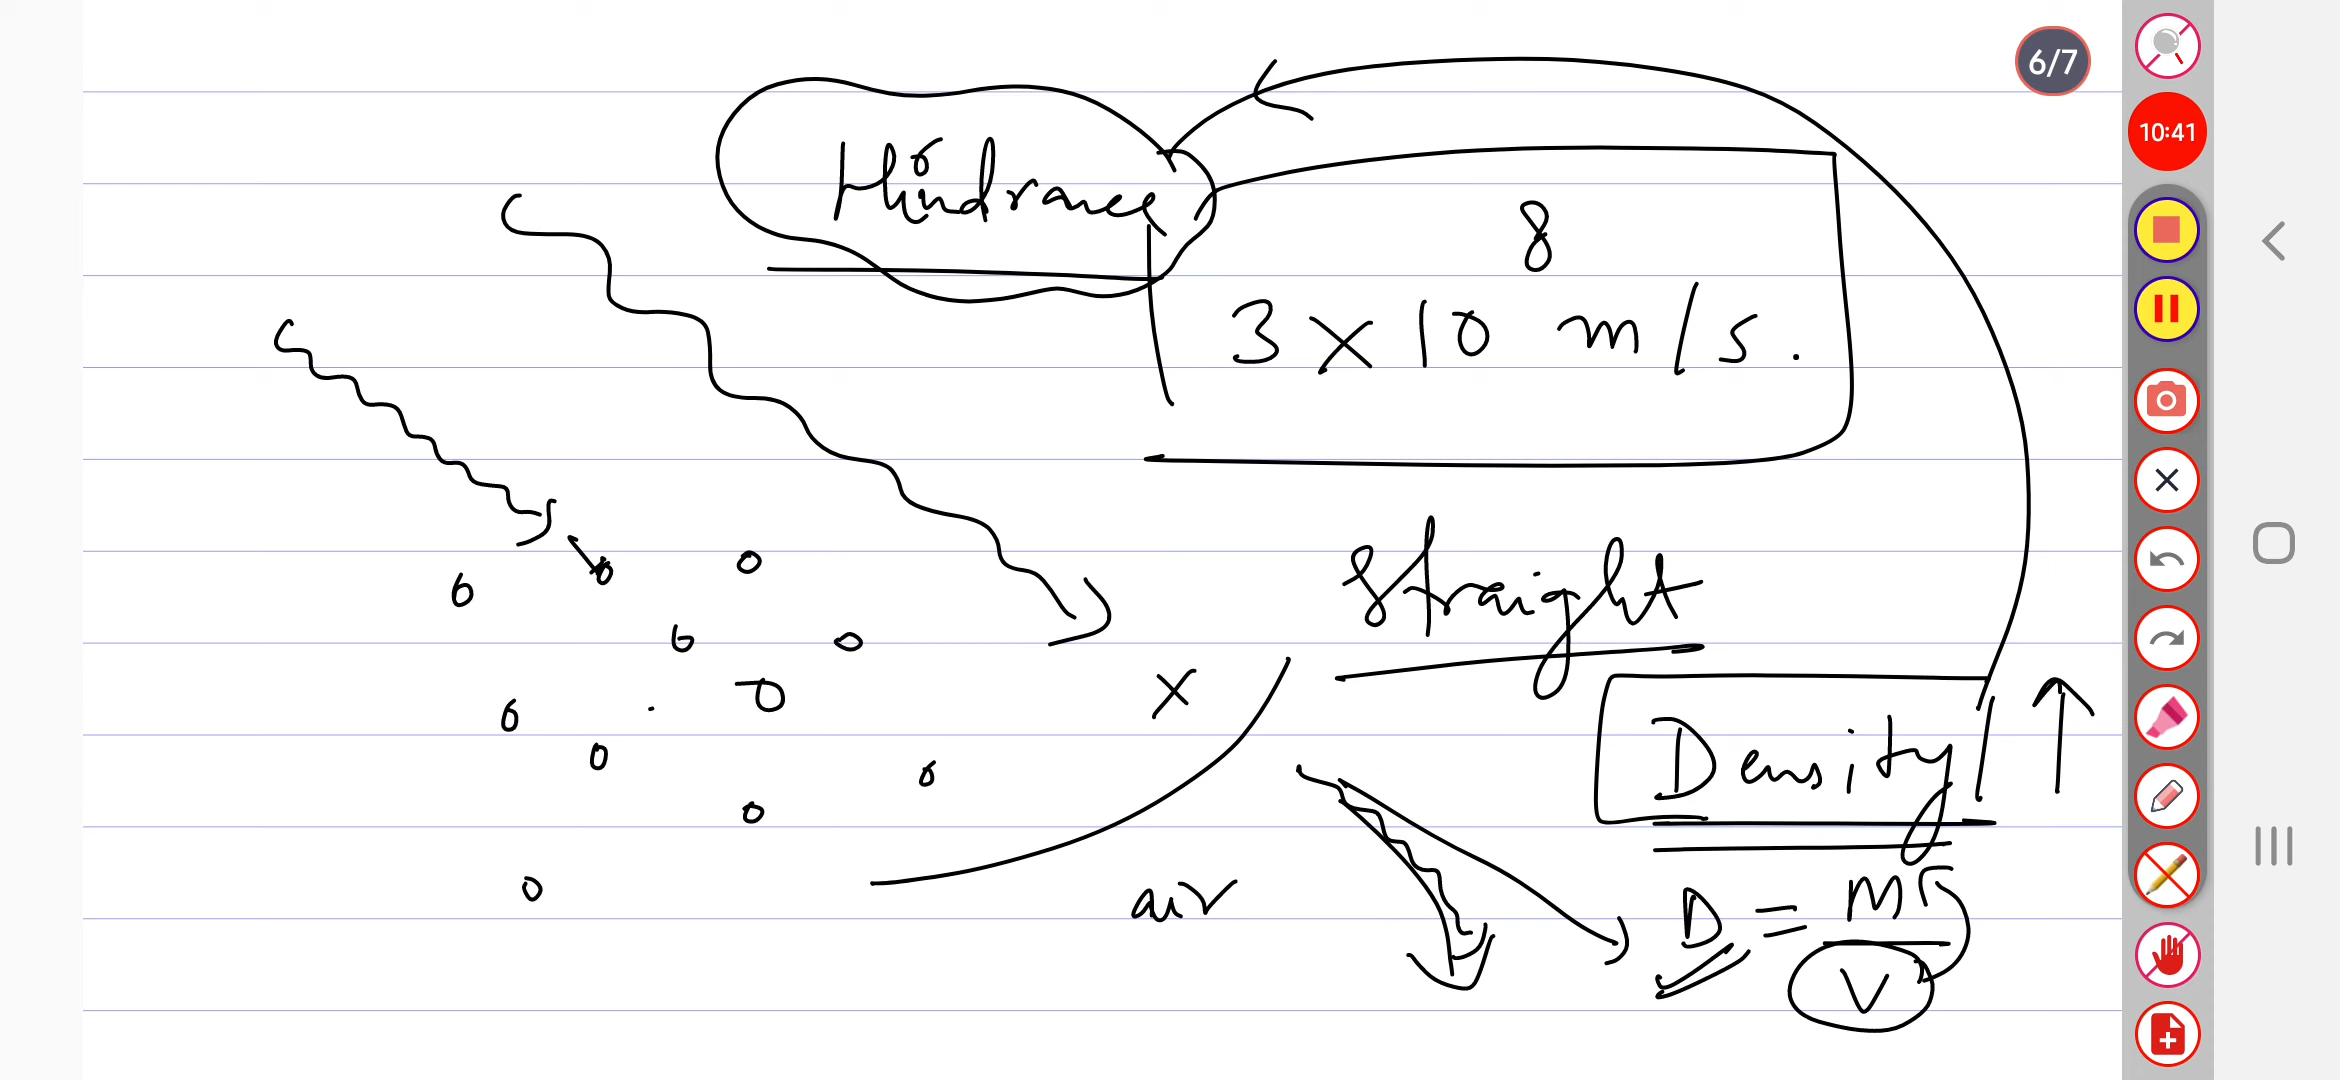 6/7
10:41
Hindrance
8
3 × 10 m/s.
Straight
Density ↑
air
D = M
V